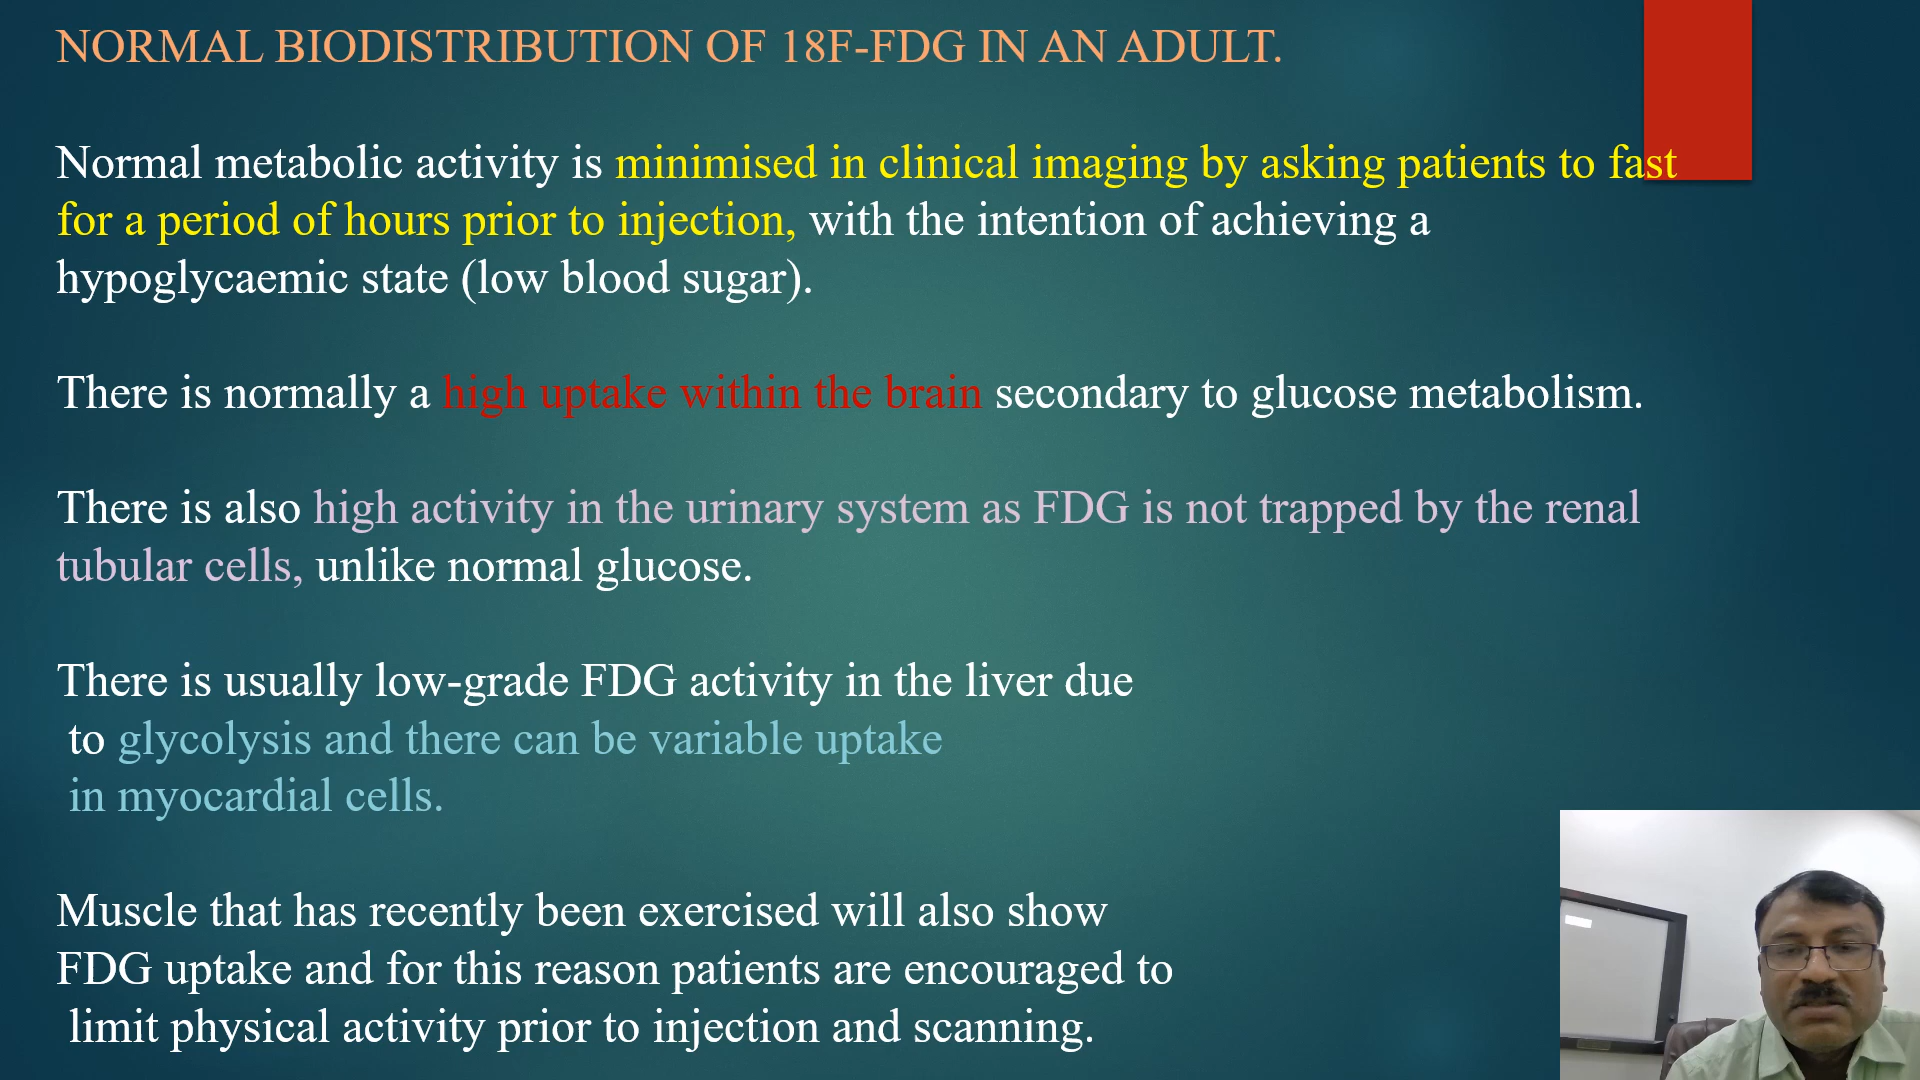 NORMAL BIODISTRIBUTION OF 18F-FDG IN AN ADULT.
Normal metabolic activity is minimised in clinical imaging by asking patients to fast
for a period of hours prior to injection, with the intention of achieving a
hypoglycaemic state (low blood sugar).
There is normally a high uptake within the brain secondary to glucose metabolism.
There is also high activity in the urinary system as FDG is not trapped by the renal
tubular cells, unlike normal glucose.
There is usually low-grade FDG activity in the liver due
to glycolysis and there can be variable uptake
in myocardial cells.
Muscle that has recently been exercised will also show
FDG uptake and for this reason patients are encouraged to
limit physical activity prior to injection and scanning.